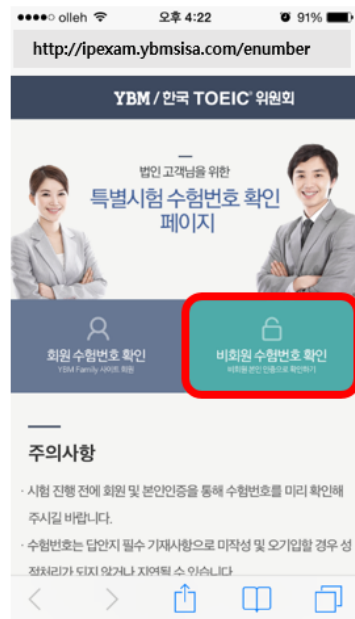 olleh 오후 4:22 91%
http://ipexam.ybmsisa.com/enumber
YBM / 한국 TOEIC® 위원회
법인 고객님을 위한
특별시험 수험번호 확인
페이지
회원 수험번호 확인
YBM Family 사이트 회원
비회원 수험번호 확인
비회원 본인 인증으로 확인하기
주의사항
· 시험 진행 전에 회원 및 본인인증을 통해 수험번호를 미리 확인해
주시길 바랍니다.
· 수험번호는 답안지 필수 기재사항으로 미작성 및 오기입할 경우 성
적처리가 되지 않거나 지연될 수 있습니다